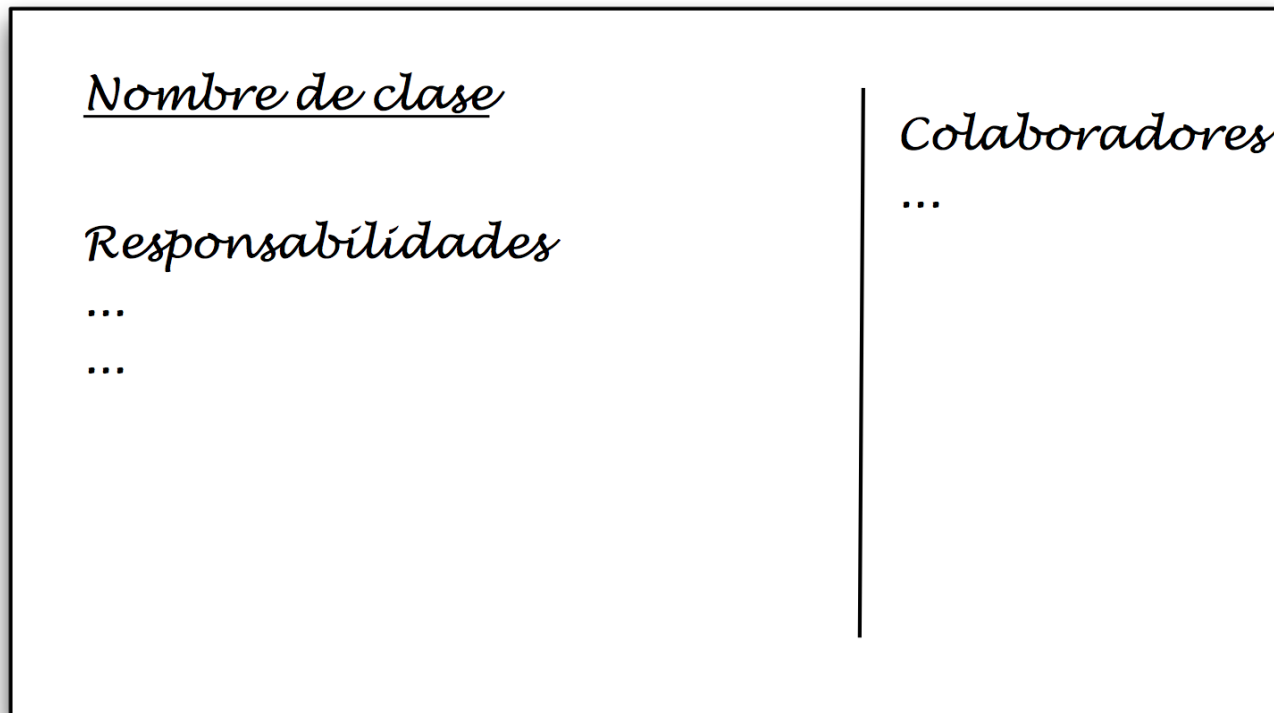 Nombre de clase
Responsabilidades
...
...
Colaboradores
...